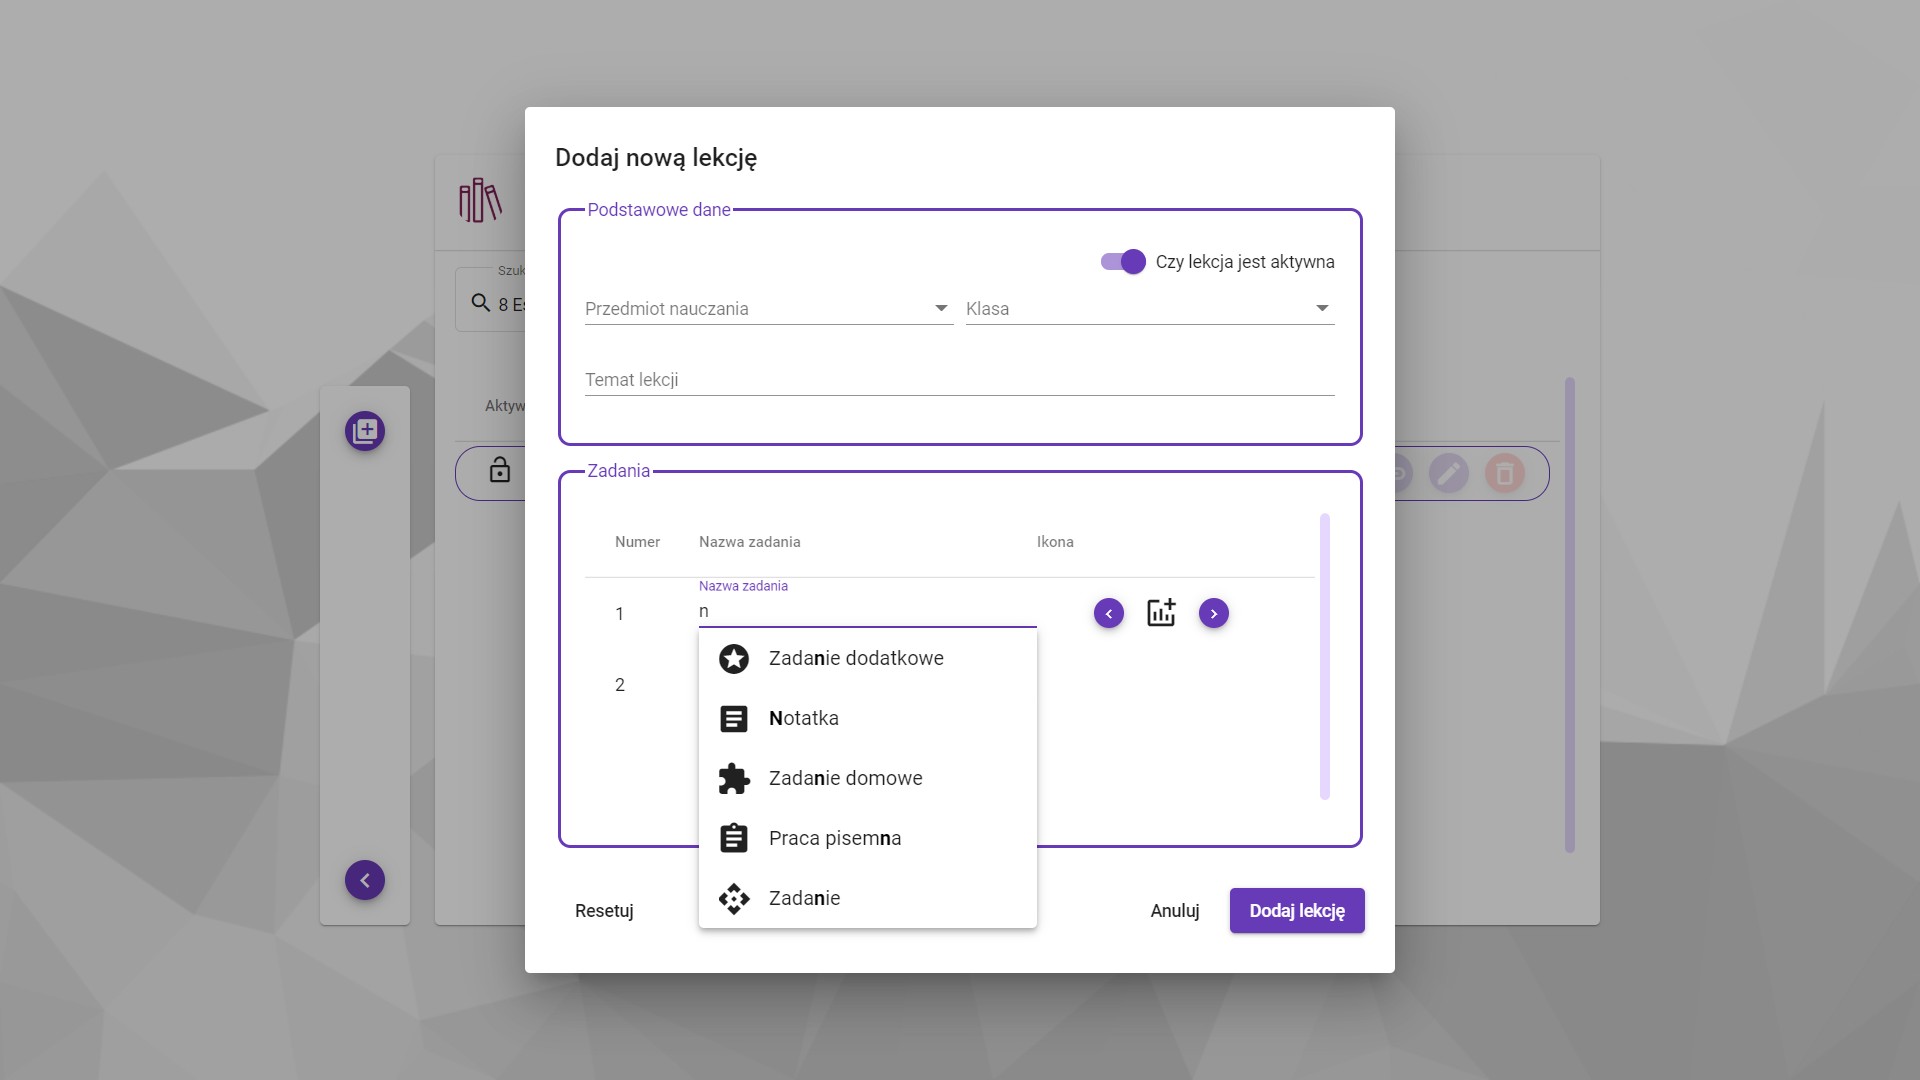 Dodaj nową lekcję
Podstawowe dane
Czy lekcja jest aktywna
Przedmiot nauczania
Klasa
Temat lekcji
Szuk
8 Es
Aktyw
Zadania
Numer
Nazwa zadania
Ikona
Nazwa zadania
1
n
Zadanie dodatkowe
2
Notatka
Zadanie domowe
Praca pisemna
Zadanie
Resetuj
Anuluj
Dodaj lekcję